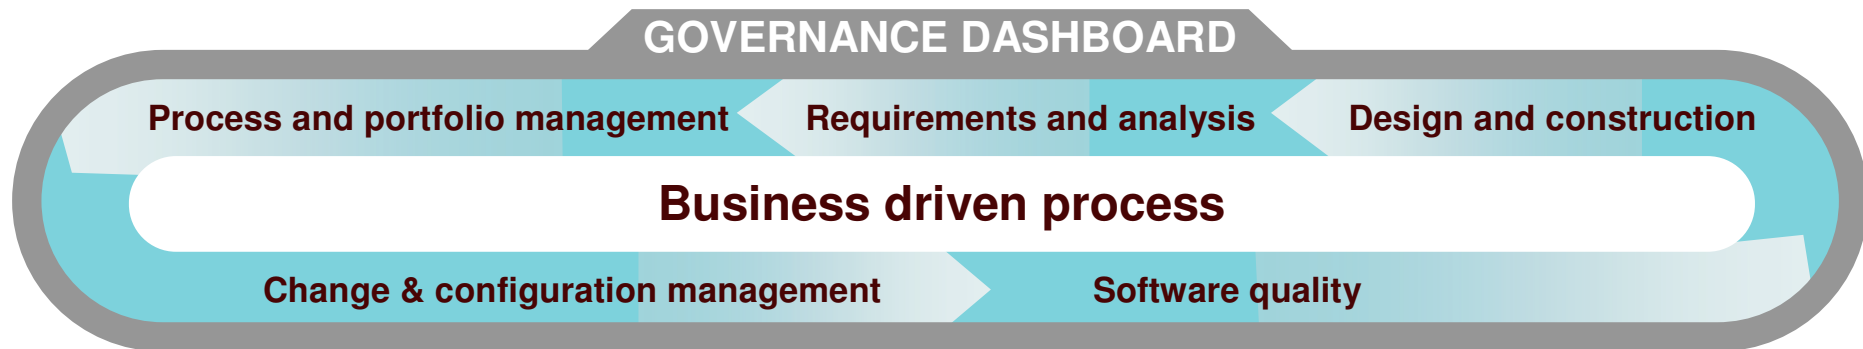 GOVERNANCE DASHBOARD
Process and portfolio management
Requirements and analysis
Design and construction
Business driven process
Change & configuration management
Software quality